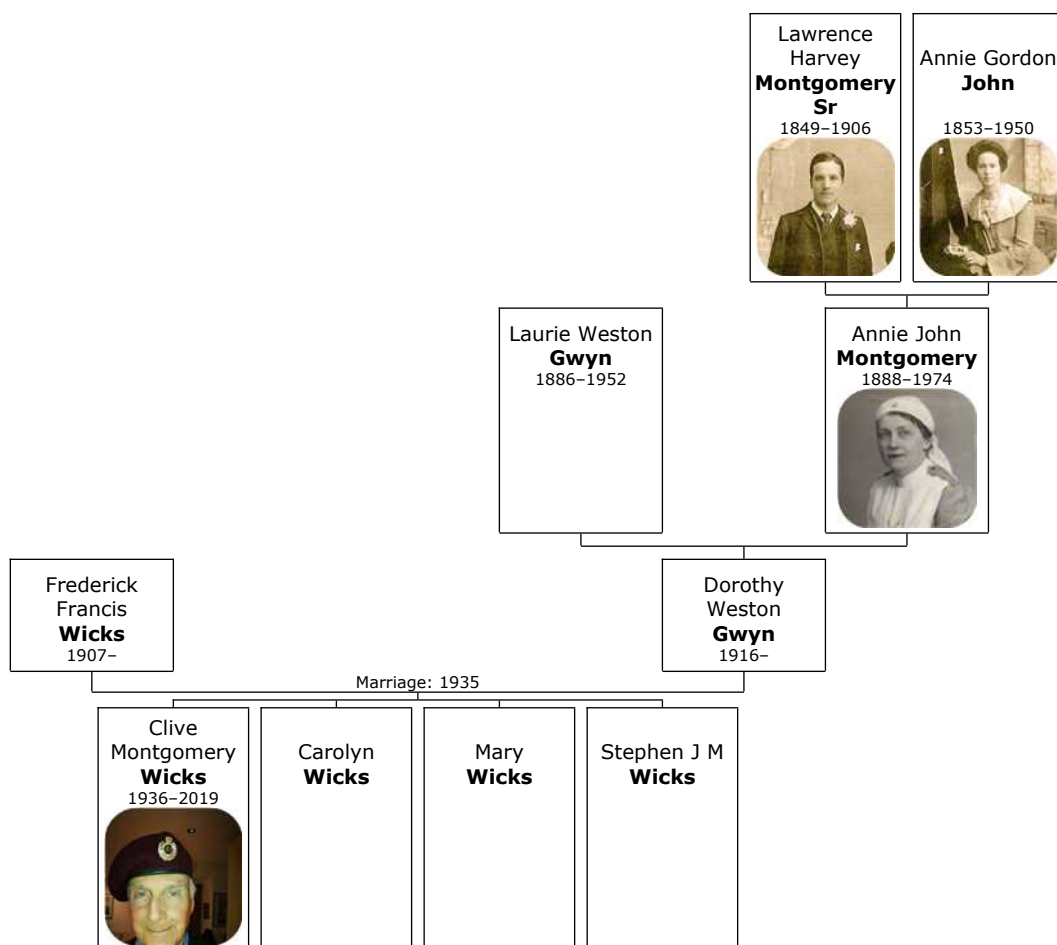 Lawrence
Harvey
Montgomery
Sr
1849–1906
Annie Gordon
John
1853–1950
Laurie Weston
Gwyn
1886–1952
Annie John
Montgomery
1888–1974
Frederick
Francis
Wicks
1907–
Dorothy
Weston
Gwyn
1916–
Marriage: 1935
Clive
Montgomery
Wicks
1936–2019
Carolyn
Wicks
Mary
Wicks
Stephen J M
Wicks